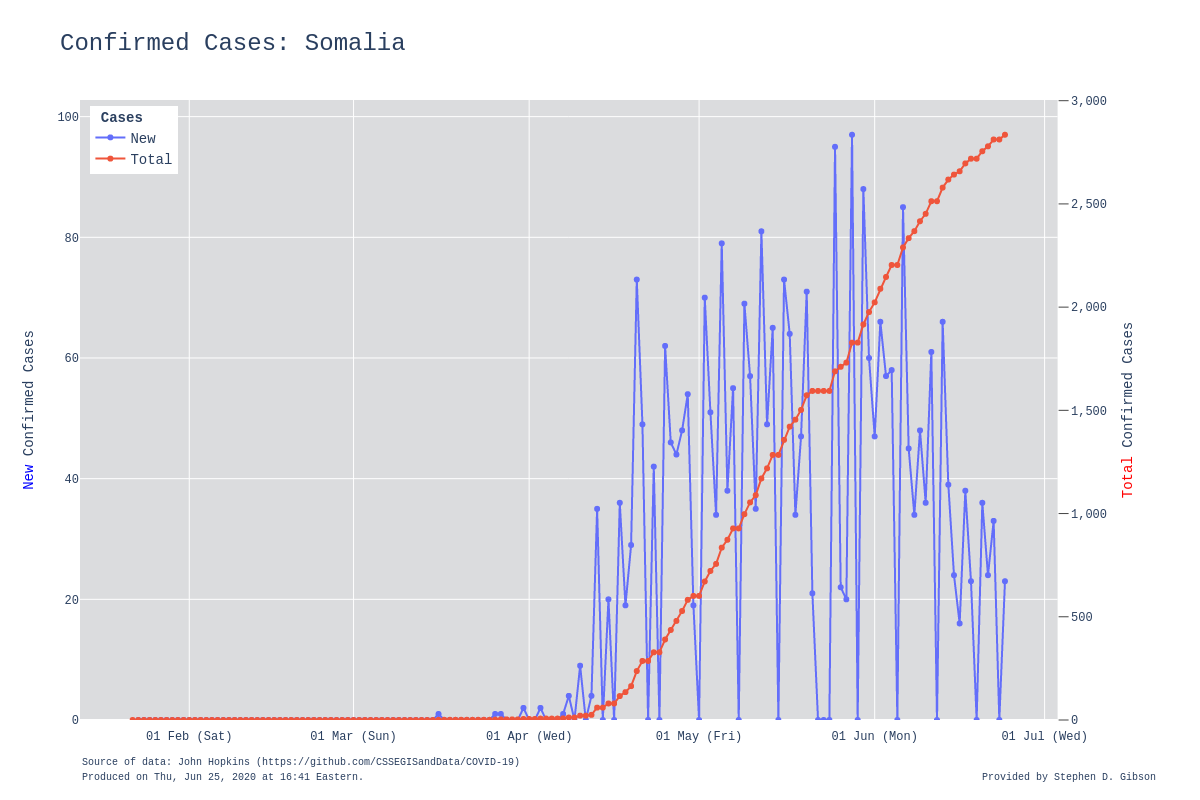 Confirmed Cases: Somalia
Cases
New
Total
100
80
60
40
20
0
3,000
2,500
2,000
1,500
1,000
500
0
New Confirmed Cases
Total Confirmed Cases
01 Feb (Sat)
01 Mar (Sun)
01 Apr (Wed)
01 May (Fri)
01 Jun (Mon)
01 Jul (Wed)
Source of data: John Hopkins (https://github.com/CSSEGISandData/COVID-19)
Produced on Thu, Jun 25, 2020 at 16:41 Eastern.
Provided by Stephen D. Gibson